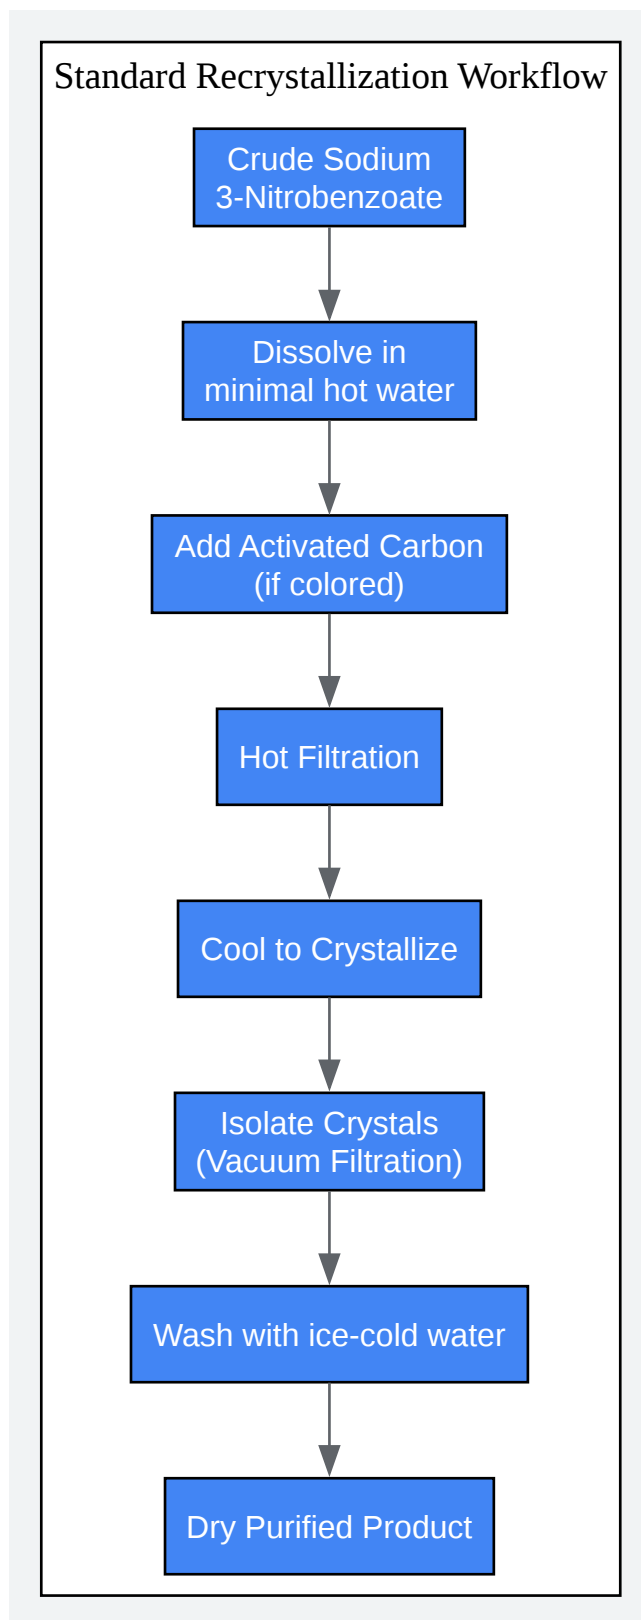 Standard Recrystallization Workflow
Crude Sodium
3-Nitrobenzoate
Dissolve in
minimal hot water
Add Activated Carbon
(if colored)
Hot Filtration
Cool to Crystallize
Isolate Crystals
(Vacuum Filtration)
Wash with ice-cold water
Dry Purified Product